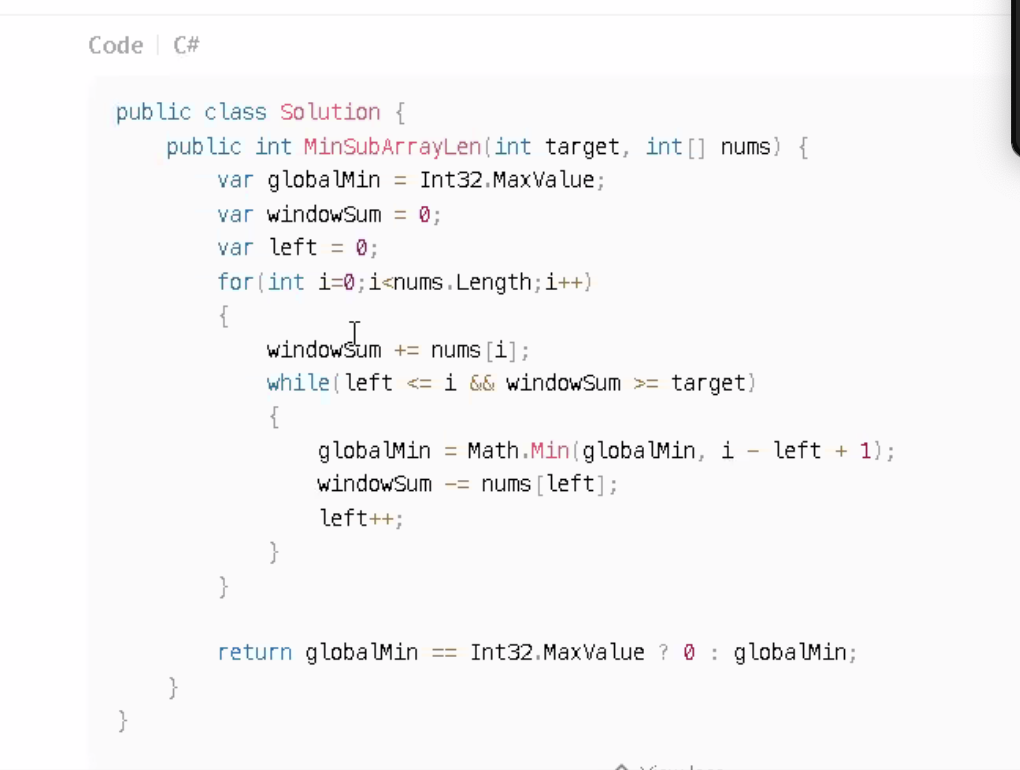 Code | C#
public class Solution {
    public int MinSubArrayLen(int target, int[] nums) {
        var globalMin = Int32.MaxValue;
        var windowSum = 0;
        var left = 0;
        for(int i=0;i<nums.Length;i++)
        {
            windowSum += nums[i];
            while(left <= i && windowSum >= target)
            {
                globalMin = Math.Min(globalMin, i - left + 1);
                windowSum -= nums[left];
                left++;
            }
        }
        return globalMin == Int32.MaxValue ? 0 : globalMin;
    }
}